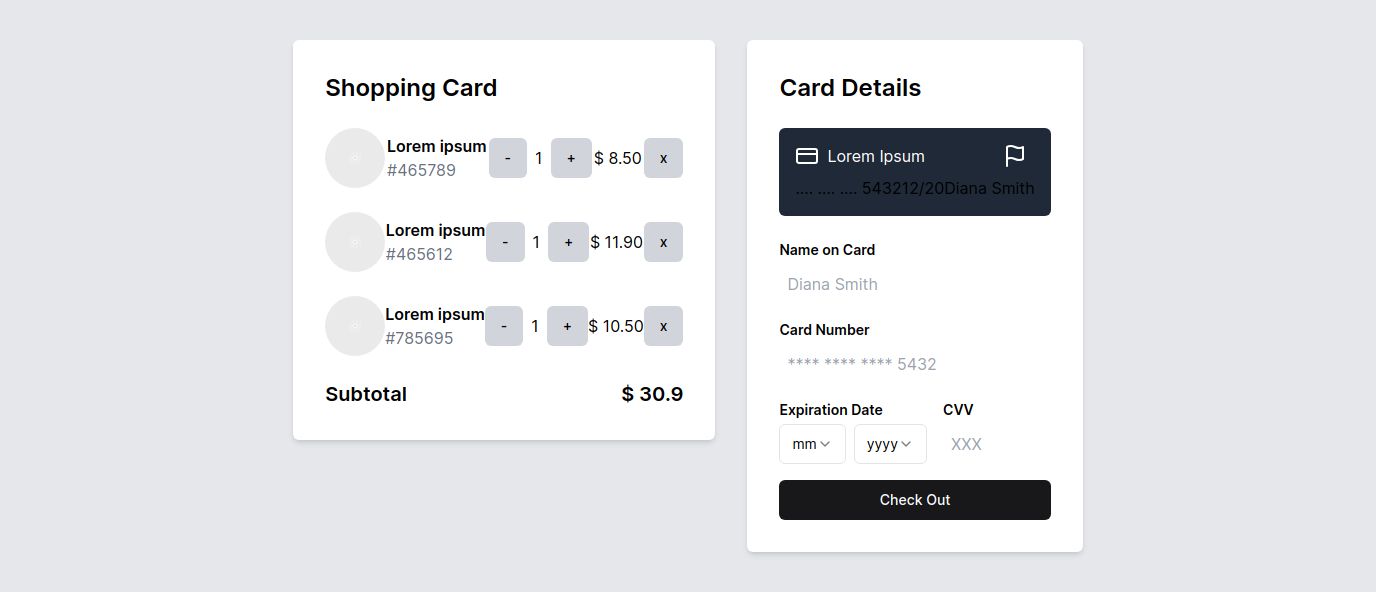 Shopping Card
Lorem ipsum
#465789
- 1 + $ 8.50 x
Lorem ipsum
#465612
- 1 + $ 11.90 x
Lorem ipsum
#785695
- 1 + $ 10.50 x
Subtotal $ 30.9
Card Details
Lorem Ipsum
.... .... .... 543212/20Diana Smith
Name on Card
Diana Smith
Card Number
**** **** **** 5432
Expiration Date CVV
mm yyyy XXX
Check Out